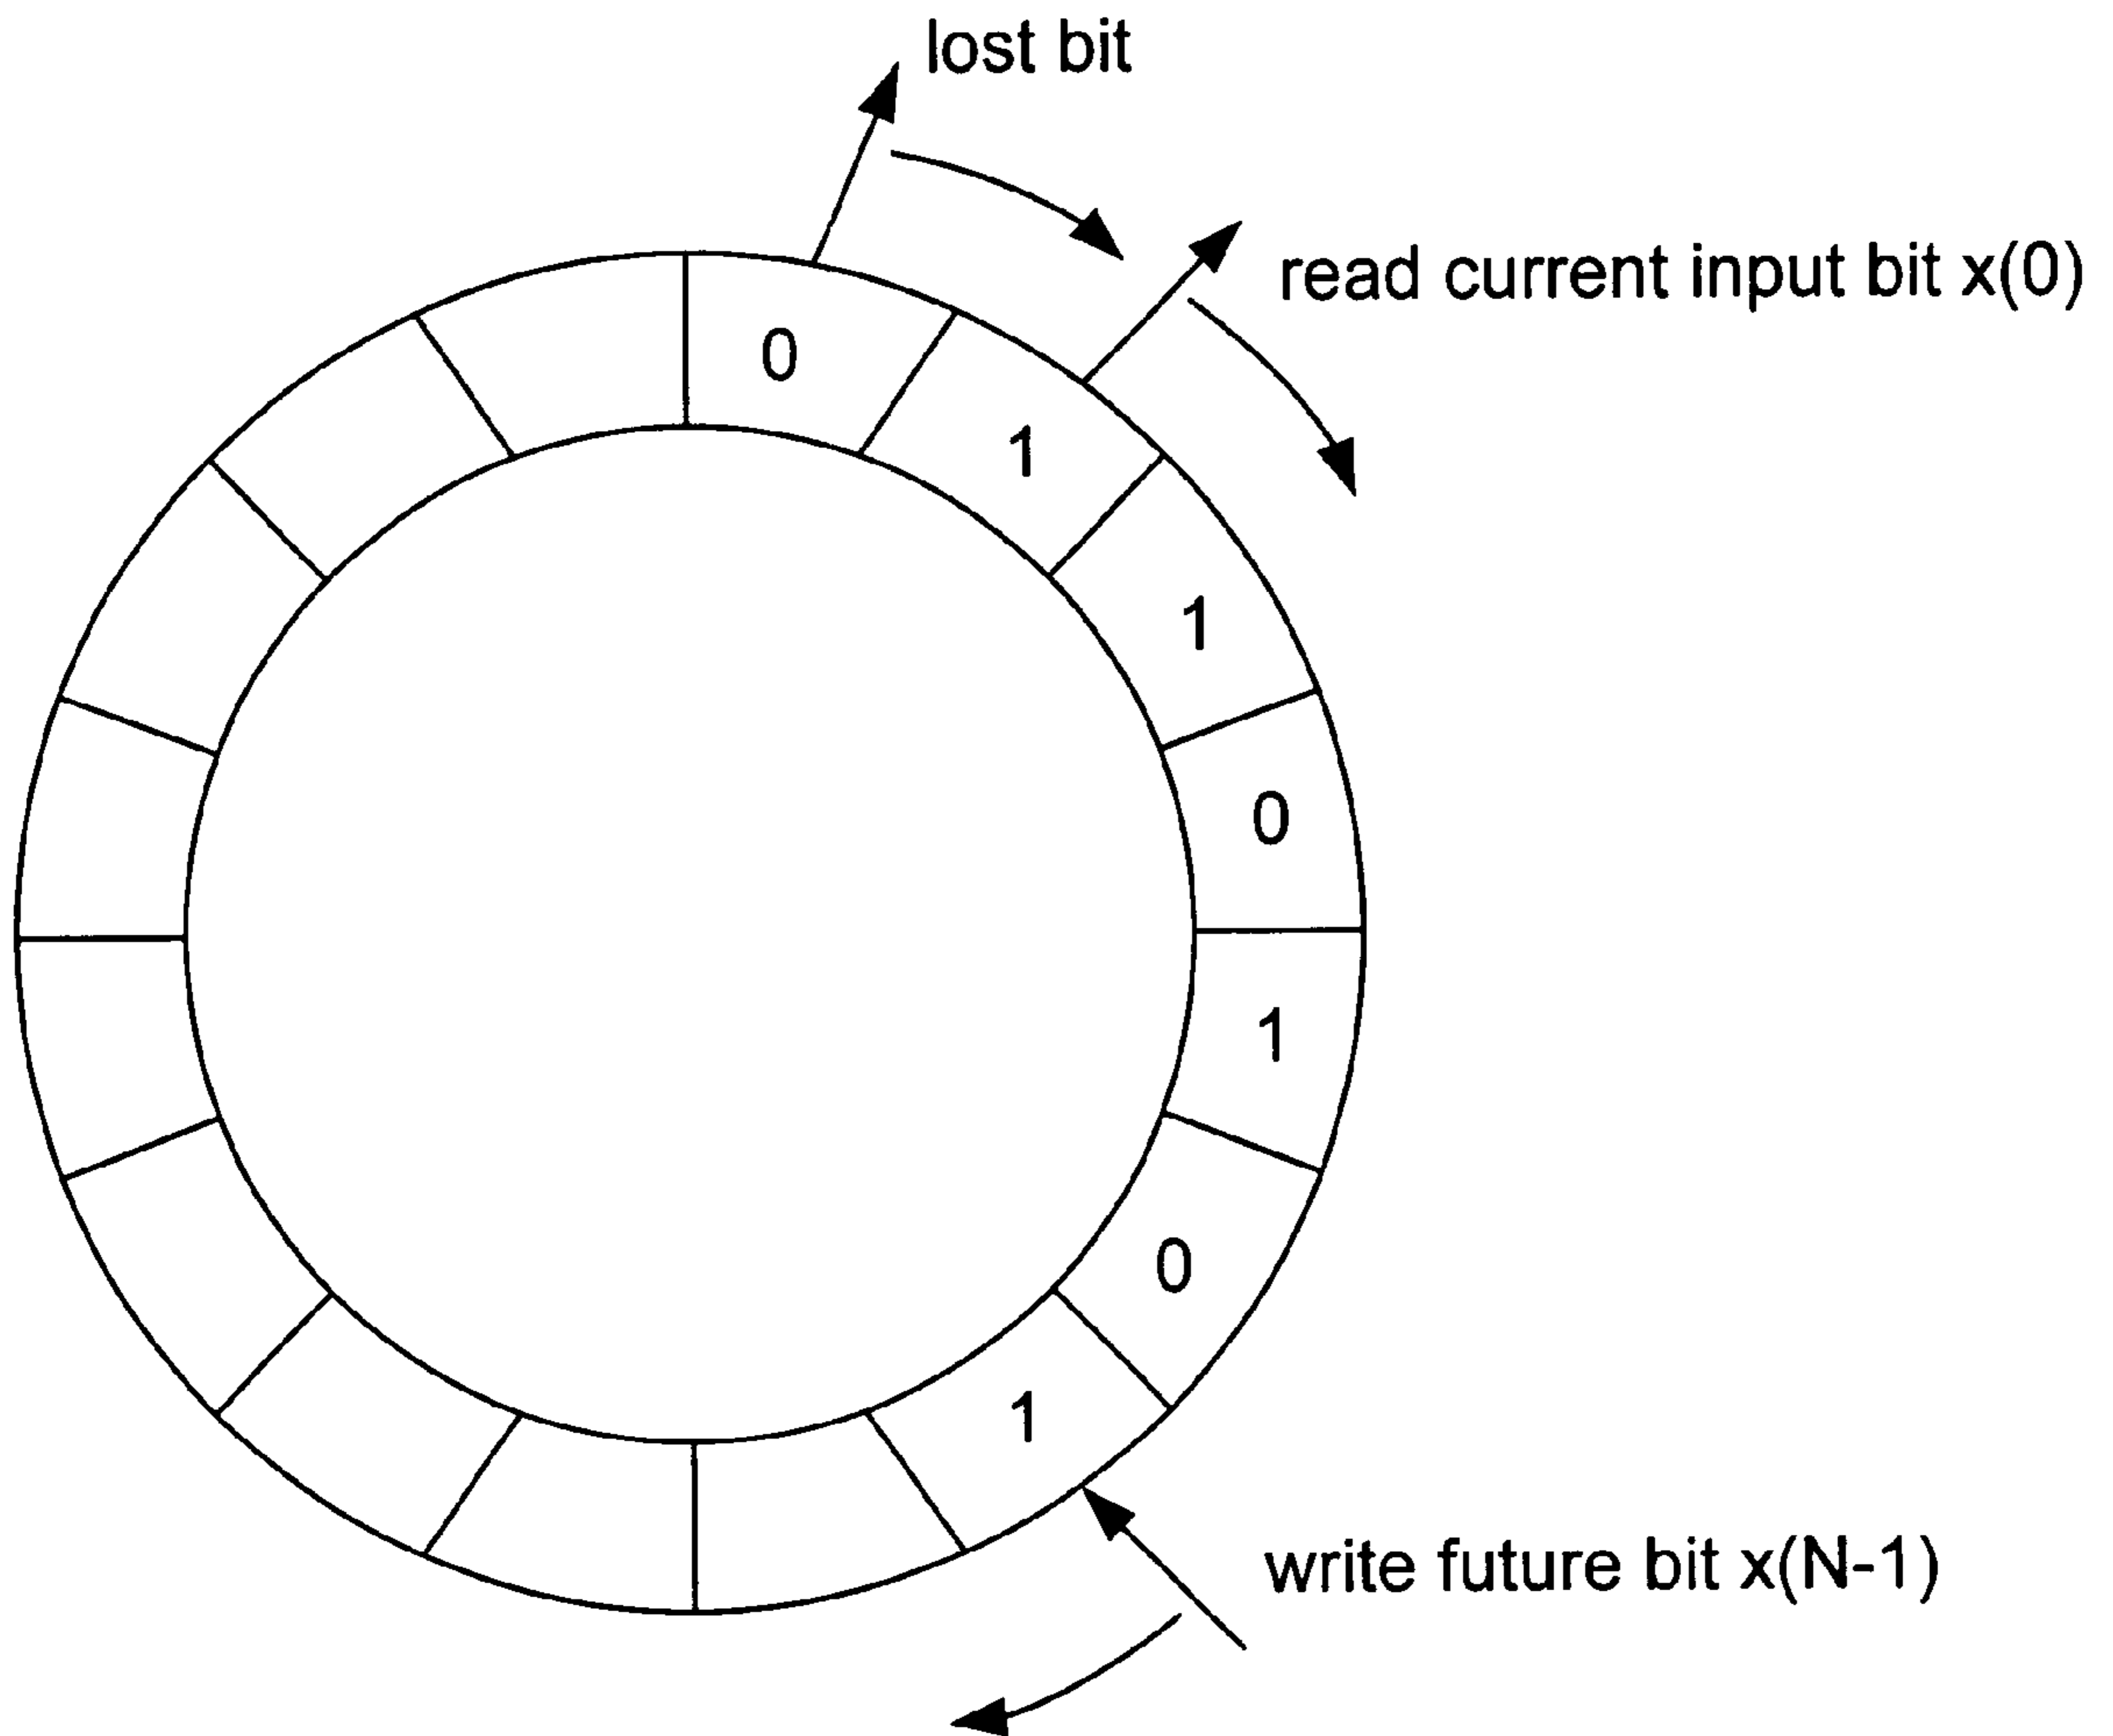 lost bit
read current input bit x(0)
0
1
1
0
1
0
1
write future bit x(N-1)